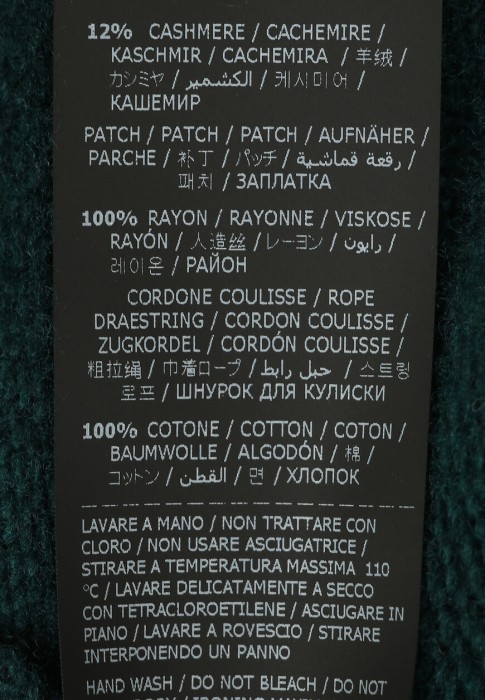 12% CASHMERE / CACHEMIRE /
KASCHMIR / CACHEMIRA / 羊绒 /
カシミヤ / الكشمير / 케시미어 /
КАШЕМИР
PATCH / PATCH / PATCH / AUFNÄHER /
PARCHE / 补丁 / パッチ / رقعة قماشية /
패치 / ЗАПЛАТКА
100% RAYON / RAYONNE / VISKOSE /
RAYÓN / 人造丝 / レーヨン / رايون /
레이온 / РАЙОН
CORDONE COULISSE / ROPE
DRAESTRING / CORDON COULISSE /
ZUGKORDEL / CORDÓN COULISSE /
粗拉绳 / 巾着ロープ / حبل رابط / 스트링
로프 / ШНУРОК ДЛЯ КУЛИСКИ
100% COTONE / COTTON / COTON /
BAUMWOLLE / ALGODÓN / 棉 /
コットン / القطن / 면 / ХЛОПОК
LAVARE A MANO / NON TRATTARE CON
CLORO / NON USARE ASCIUGATRICE /
STIRARE A TEMPERATURA MASSIMA 110
°C / LAVARE DELICATAMENTE A SECCO
CON TETRACLOROETILENE / ASCIUGARE IN
PIANO / LAVARE A ROVESCIO / STIRARE
INTERPONENDO UN PANNO
HAND WASH / DO NOT BLEACH / DO NOT